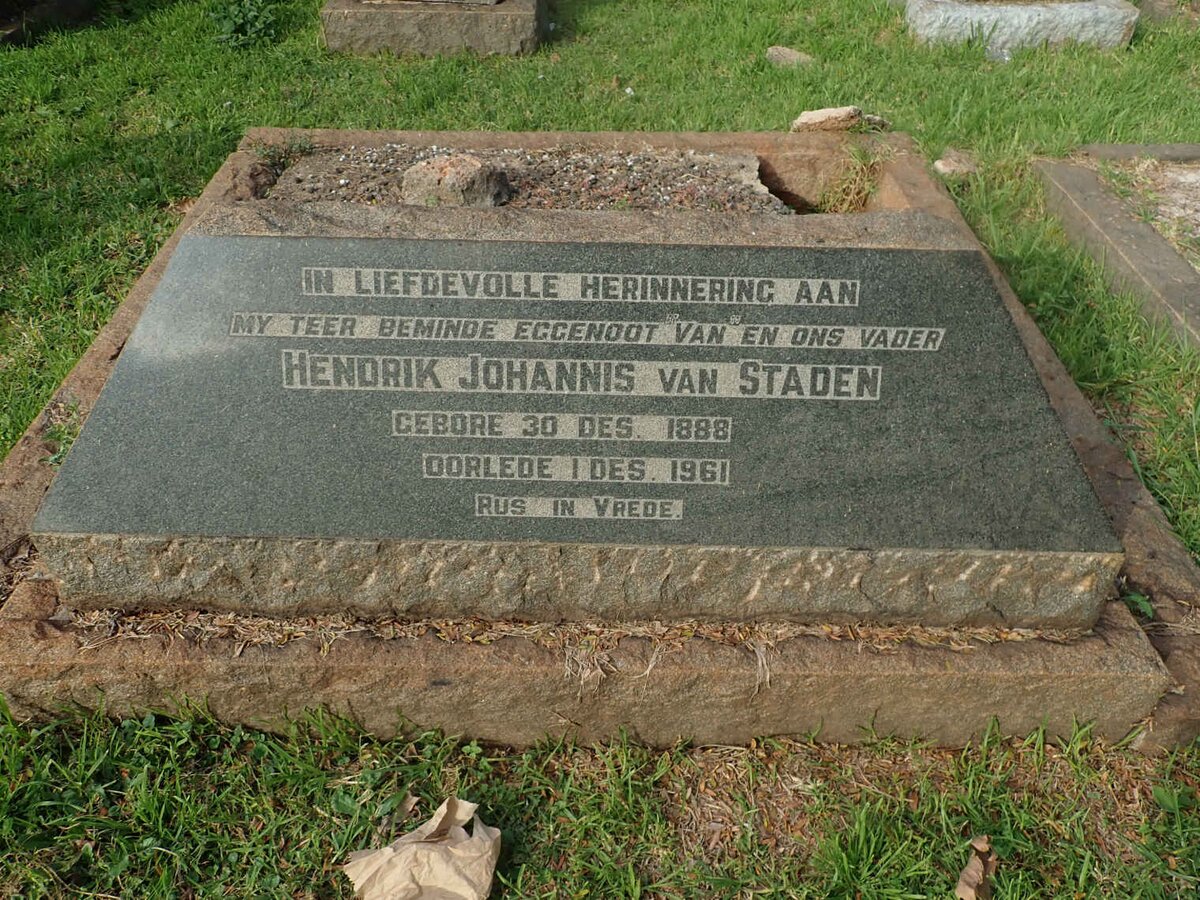 IN LIEFDEVOLLE HERINNERING AAN
MY TEER BEMINDE EGGENOOT "VAN" EN ONS VADER
HENDRIK JOHANNIS VAN STADEN
GEBORE 30 DES. 1888
OORLEDE 1 DES. 1961
RUS IN VREDE.